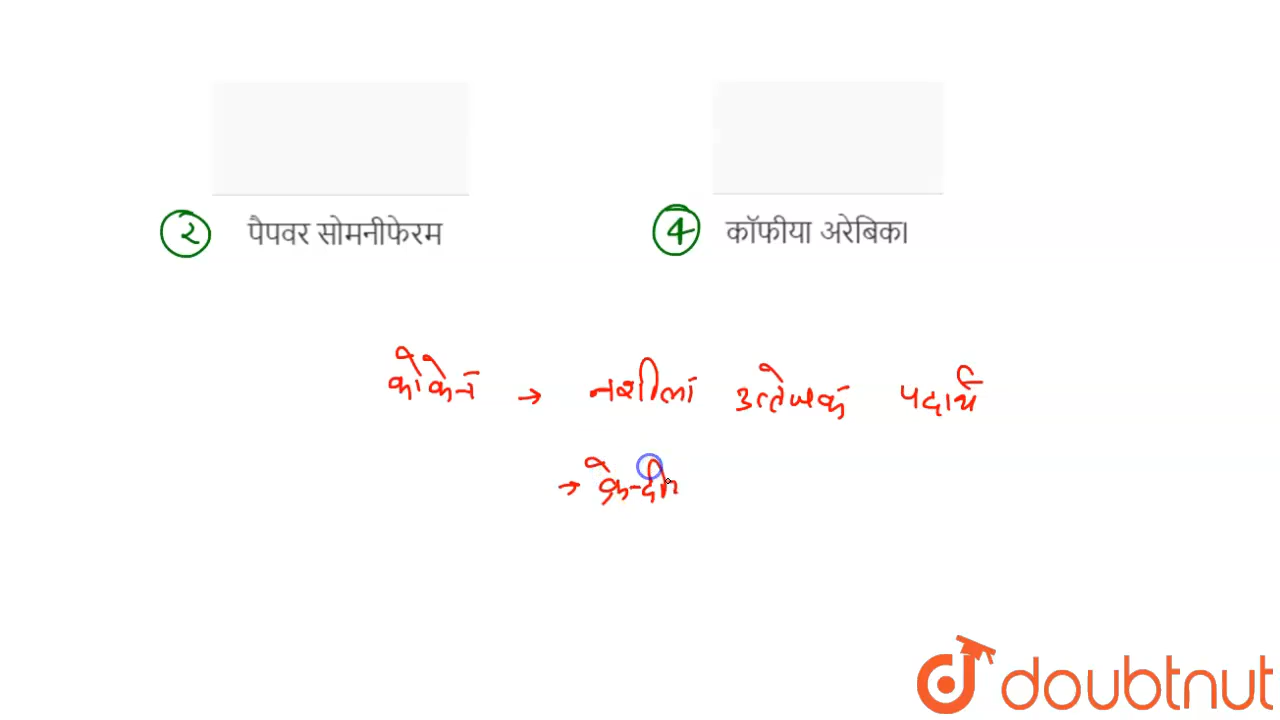 २ पैपवर सोमनीफेरम 4 कॉफीया अरेबिका
कोकेन → नशीला उत्तेजक पदार्थ
→ केन्द्री
doubtnut